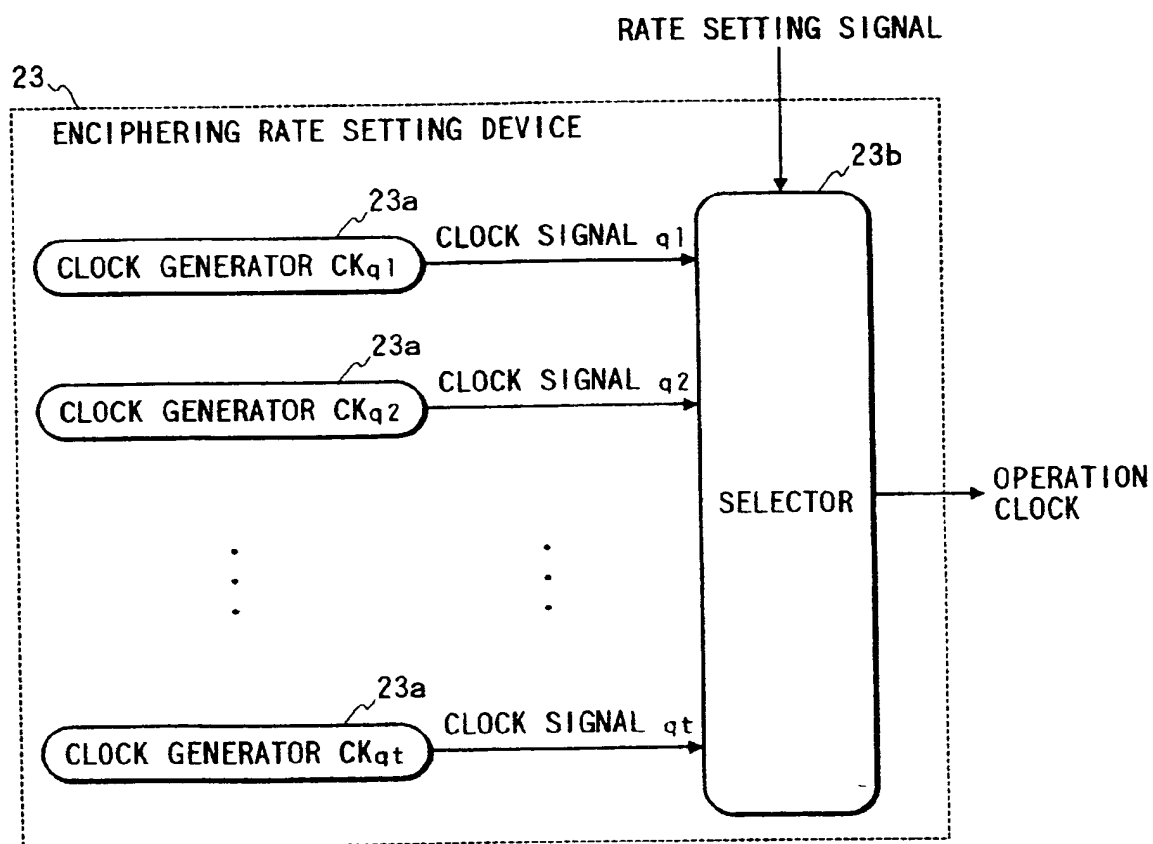 RATE SETTING SIGNAL
23
ENCIPHERING RATE SETTING DEVICE
23b
23a
CLOCK GENERATOR CKq1
CLOCK SIGNAL q1
23a
CLOCK GENERATOR CKq2
CLOCK SIGNAL q2
SELECTOR
OPERATION
CLOCK
23a
CLOCK GENERATOR CKqt
CLOCK SIGNAL qt